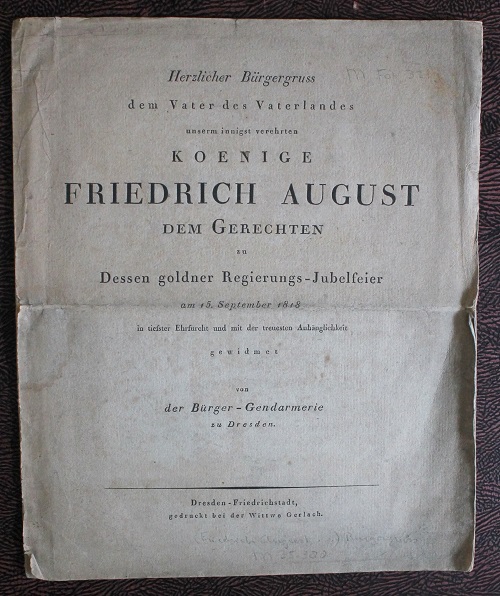 Herzlicher Bürgergruss
dem Vater des Vaterlandes
unserm innigst verehrten
KOENIGE
FRIEDRICH AUGUST
DEM GERECHTEN
zu
Dessen goldner Regierungs-Jubelfeier
am 15. September 1818
in tiefster Ehrfurcht und mit der treuesten Anhänglichkeit
gewidmet
von
der Bürger-Gendarmerie
zu Dresden.
Dresden-Friedrichstadt,
gedruckt bei der Wittwe Gerlach.